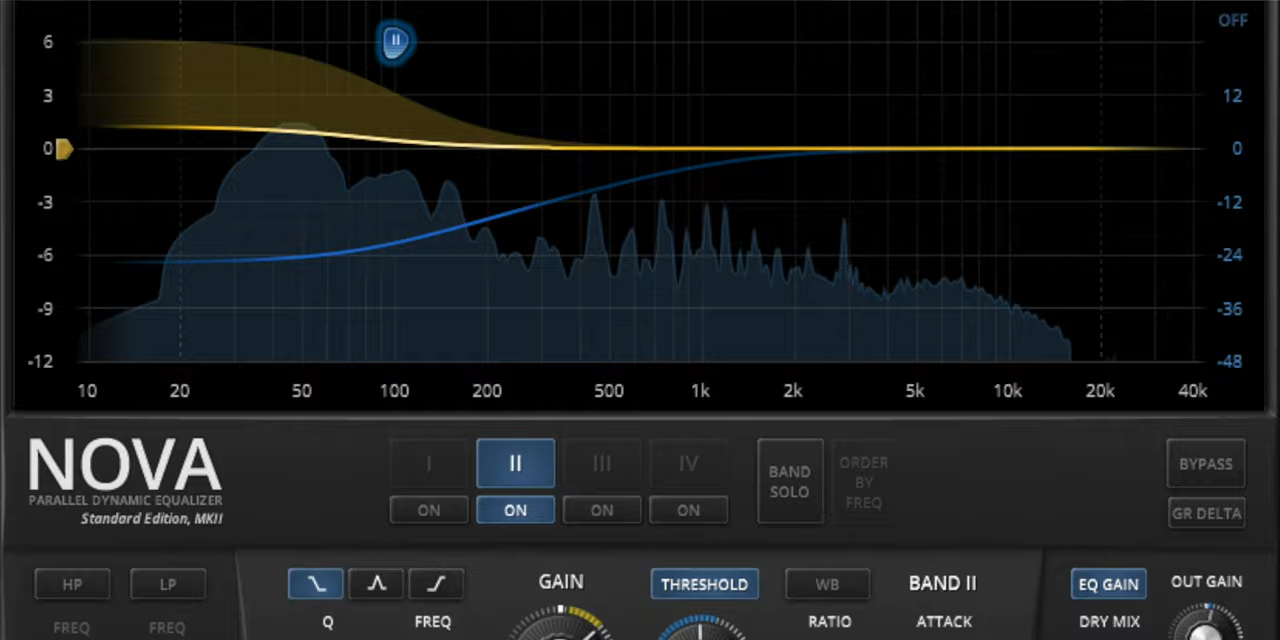 OFF
6
3 12
0 0
-3 -12
-6 -24
-9 -36
-12 -48
10 20 50 100 200 500 1k 2k 5k 10k 20k 40k
II
NOVA
PARALLEL DYNAMIC EQUALIZER
Standard Edition, MKII
I II III IV
ON ON ON ON
BAND
SOLO
ORDER
BY
FREQ
BYPASS
GR DELTA
HP LP
FREQ FREQ
Q FREQ
GAIN
THRESHOLD
WB
RATIO
BAND II
ATTACK
EQ GAIN
DRY MIX
OUT GAIN